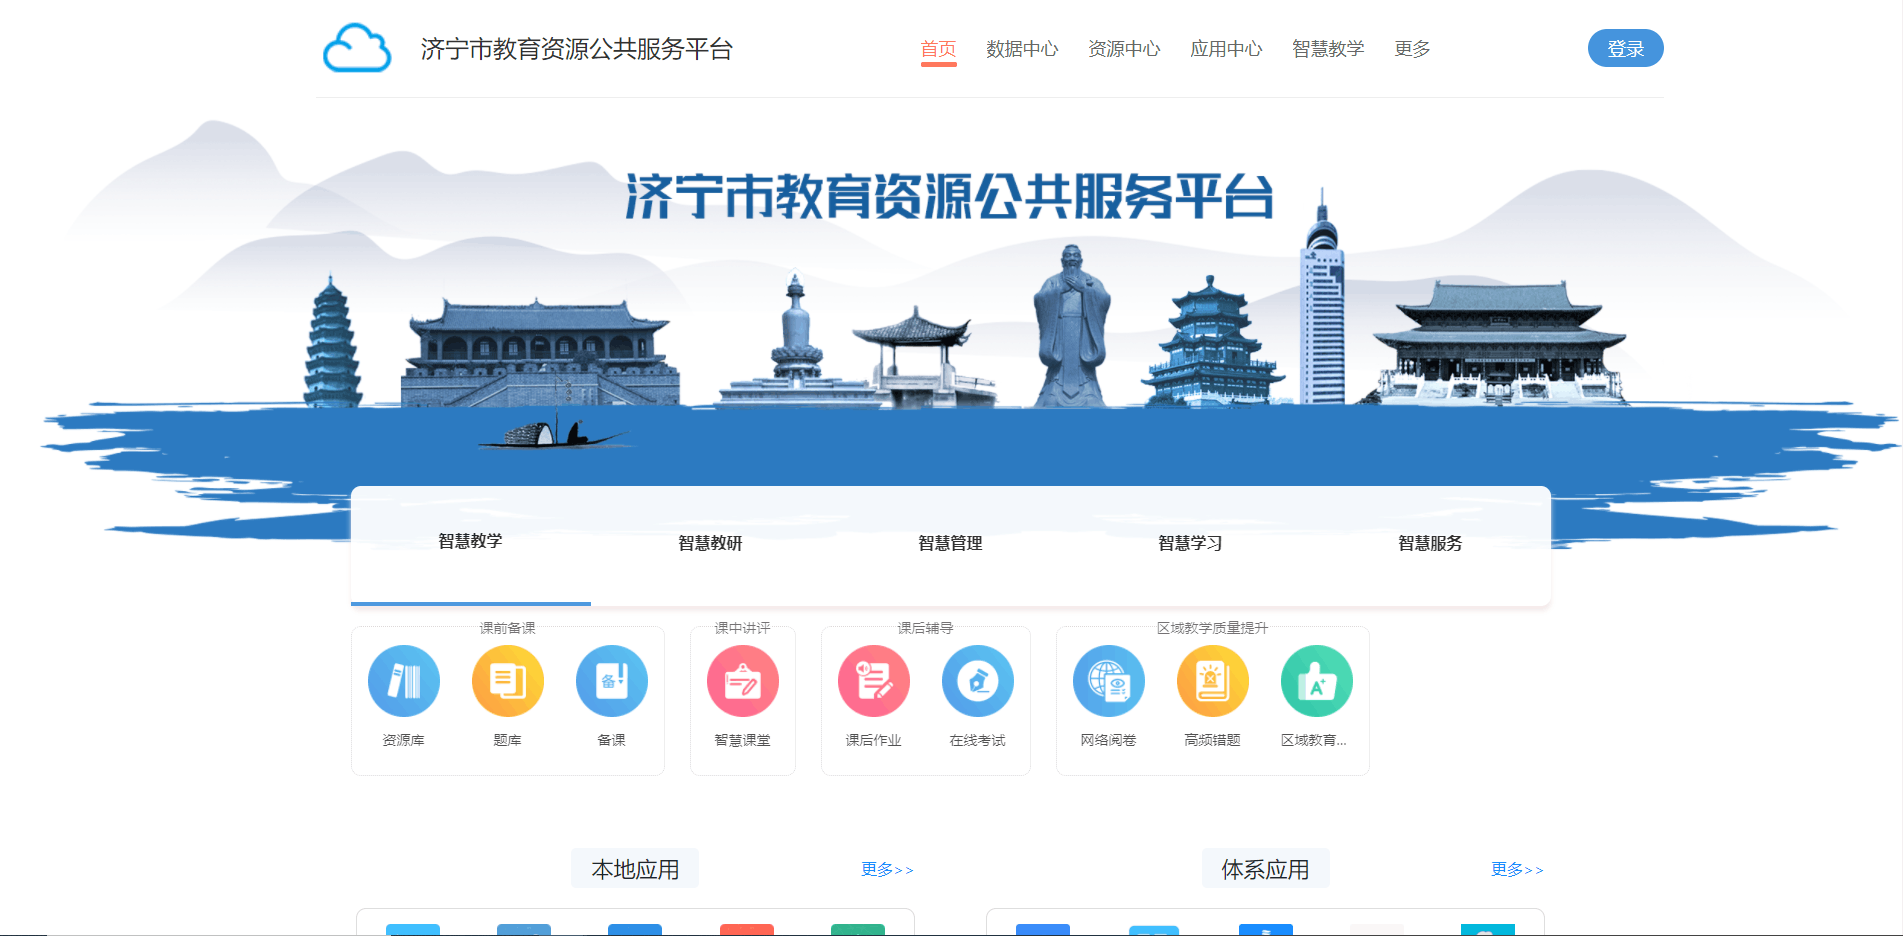 济宁市教育资源公共服务平台
首页 数据中心 资源中心 应用中心 智慧教学 更多
登录
济宁市教育资源公共服务平台
智慧教学 智慧教研 智慧管理 智慧学习 智慧服务
课前备课 课中讲评 课后辅导 区域教学质量提升
备
A+
资源库 题库 备课 智慧课堂 课后作业 在线考试 网络阅卷 高频错题 区域教育...
本地应用 更多>> 体系应用 更多>>